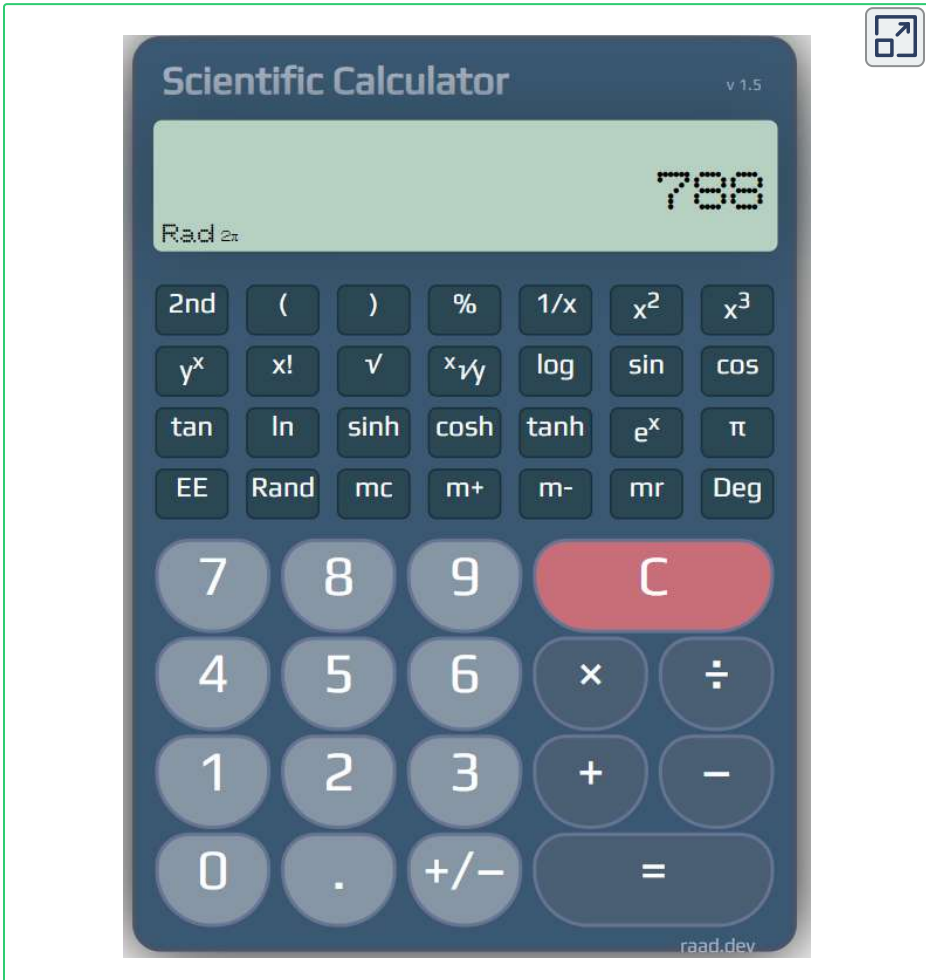 Scientific Calculator v 1.5
788
Rad 2π
2nd ( ) % 1/x x² x³
yˣ x! √ ˣ√y log sin cos
tan ln sinh cosh tanh eˣ π
EE Rand mc m+ m- mr Deg
7 8 9 C
4 5 6 × ÷
1 2 3 + −
0 . +/− =
raad.dev